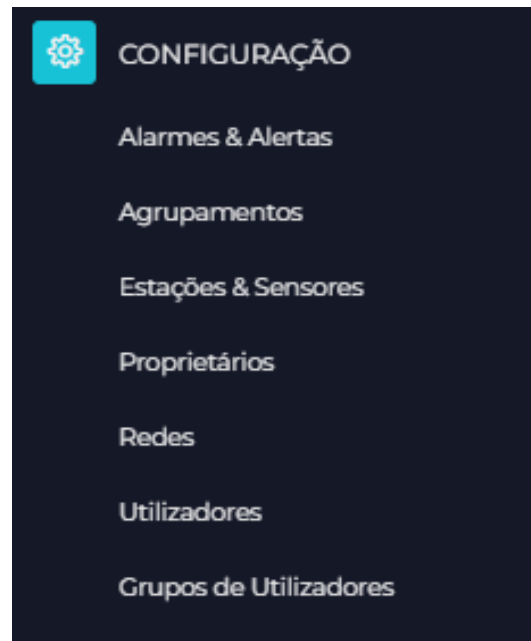 CONFIGURAÇÃO
Alarmes & Alertas
Agrupamentos
Estações & Sensores
Proprietários
Redes
Utilizadores
Grupos de Utilizadores